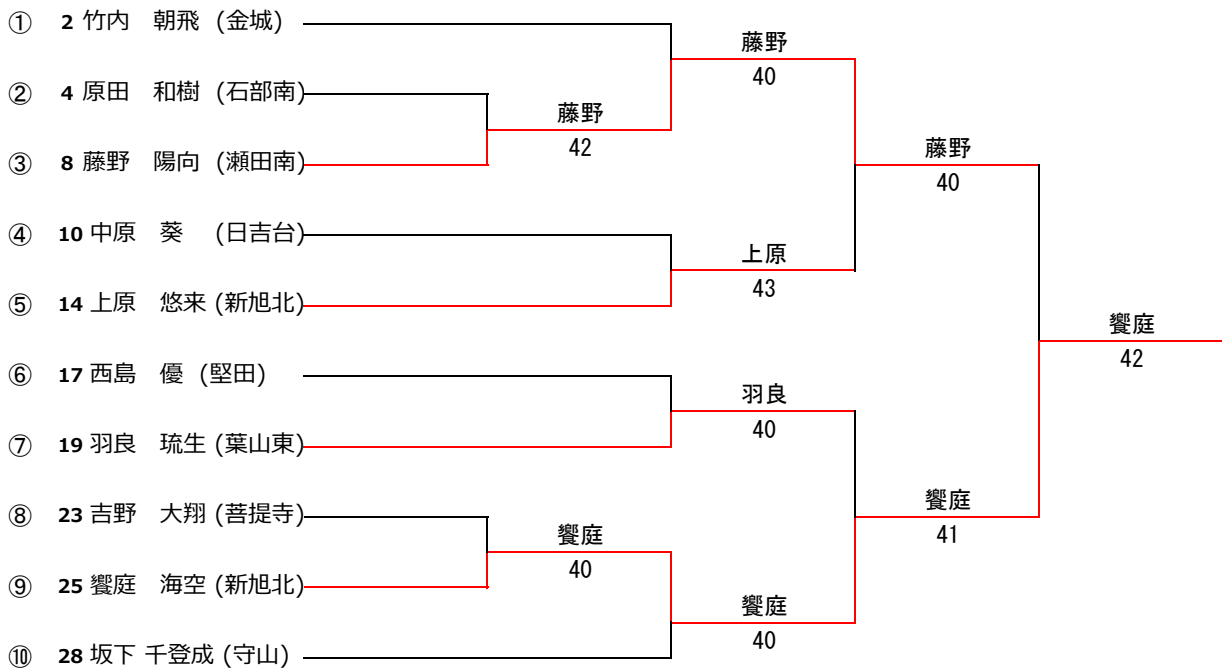 ① 2 竹内 朝飛 (金城)
藤野
40
② 4 原田 和樹 (石部南)
藤野
42
③ 8 藤野 陽向 (瀬田南)
藤野
40
④ 10 中原 葵 (日吉台)
上原
43
⑤ 14 上原 悠来 (新旭北)
饗庭
42
⑥ 17 西島 優 (堅田)
羽良
40
⑦ 19 羽良 琉生 (葉山東)
饗庭
41
⑧ 23 吉野 大翔 (菩提寺)
饗庭
40
⑨ 25 饗庭 海空 (新旭北)
饗庭
40
⑩ 28 坂下 千登成 (守山)